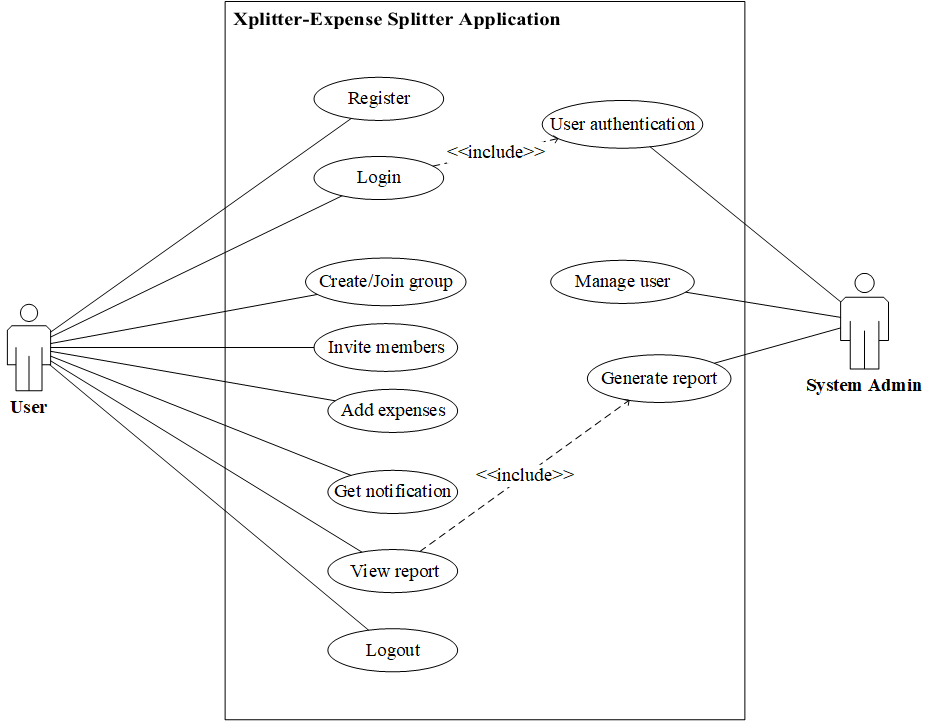 Xplitter-Expense Splitter Application
Register
User authentication
<<include>>
Login
Create/Join group
Manage user
Invite members
Generate report
System Admin
User
Add expenses
<<include>>
Get notification
View report
Logout